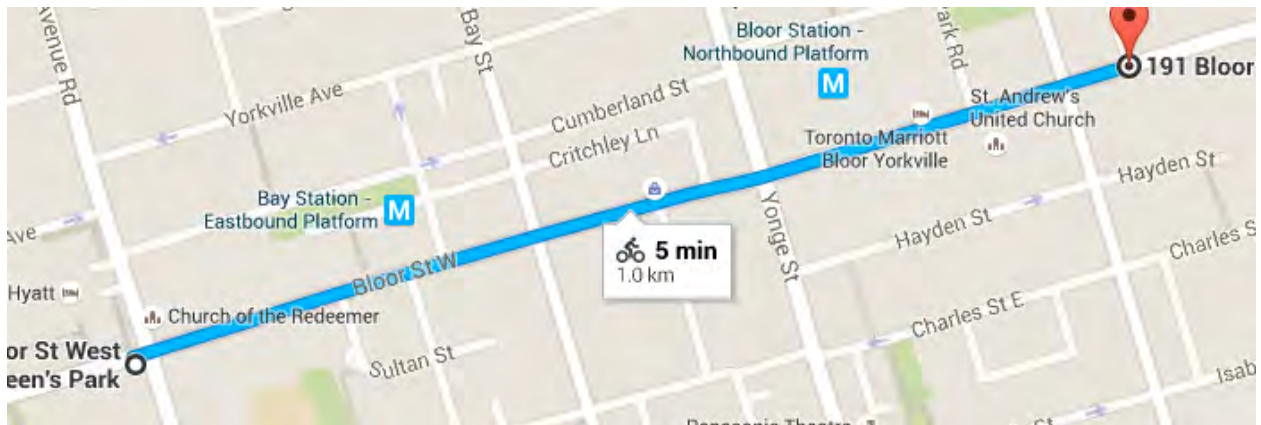 Avenue Rd
Bay St
Park Rd
Bloor Station -
Northbound Platform
M
191 Bloor
Yorkville Ave
Cumberland St
Critchley Ln
St. Andrew's
United Church
Toronto Marriott
Bloor Yorkville
Hayden St
Bay Station -
Eastbound Platform
M
Ave
Yonge St
Hayden St
Charles S
5 min
1.0 km
Bloor St W
Hyatt
Church of the Redeemer
Charles St E
or St West
een's Park
Sultan St
Isab
St